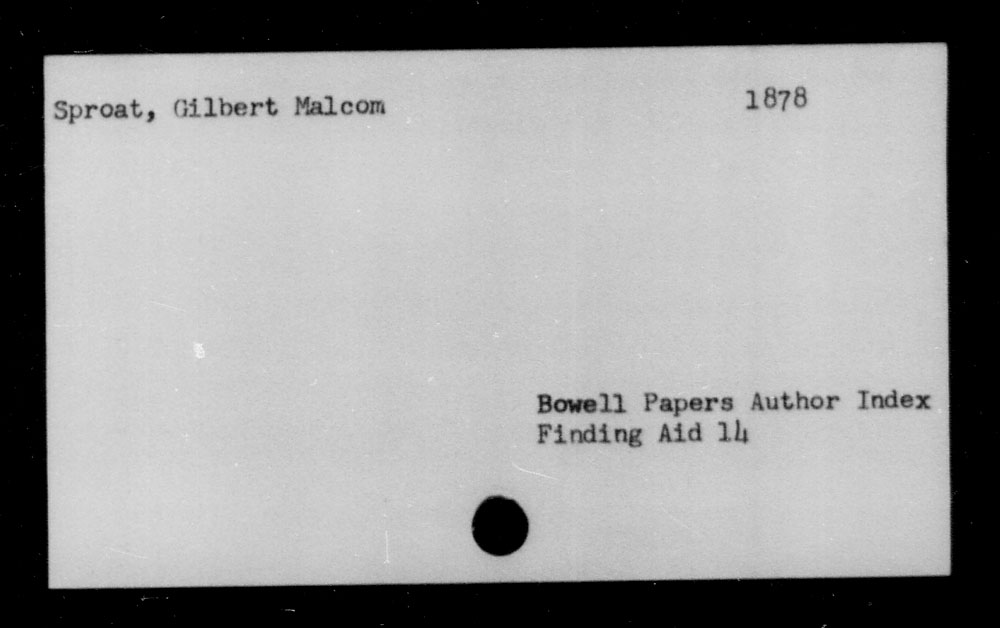 Sproat, Gilbert Malcom 1878
Bowell Papers Author Index
Finding Aid 14